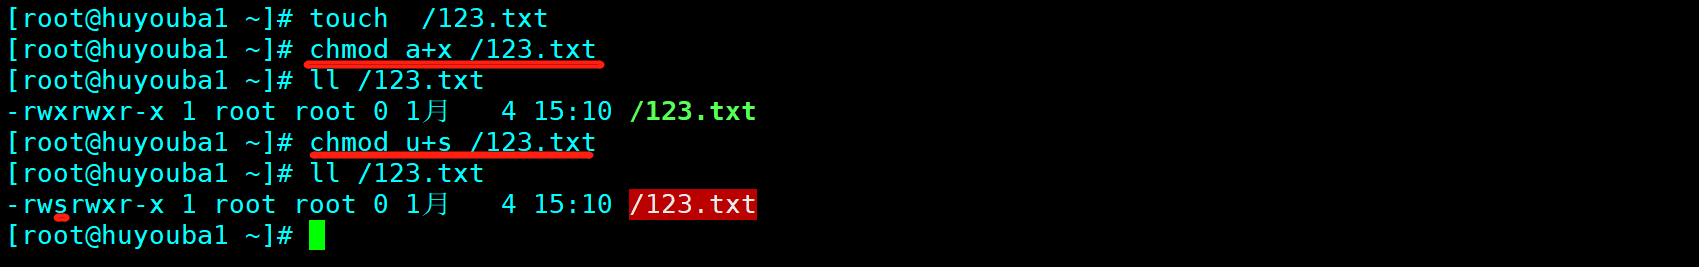 [root@huyouba1 ~]# touch  /123.txt
[root@huyouba1 ~]# chmod a+x /123.txt
[root@huyouba1 ~]# ll /123.txt
-rwxrwxr-x 1 root root 0 1月   4 15:10 /123.txt
[root@huyouba1 ~]# chmod u+s /123.txt
[root@huyouba1 ~]# ll /123.txt
-rwsrwxr-x 1 root root 0 1月   4 15:10 /123.txt
[root@huyouba1 ~]#